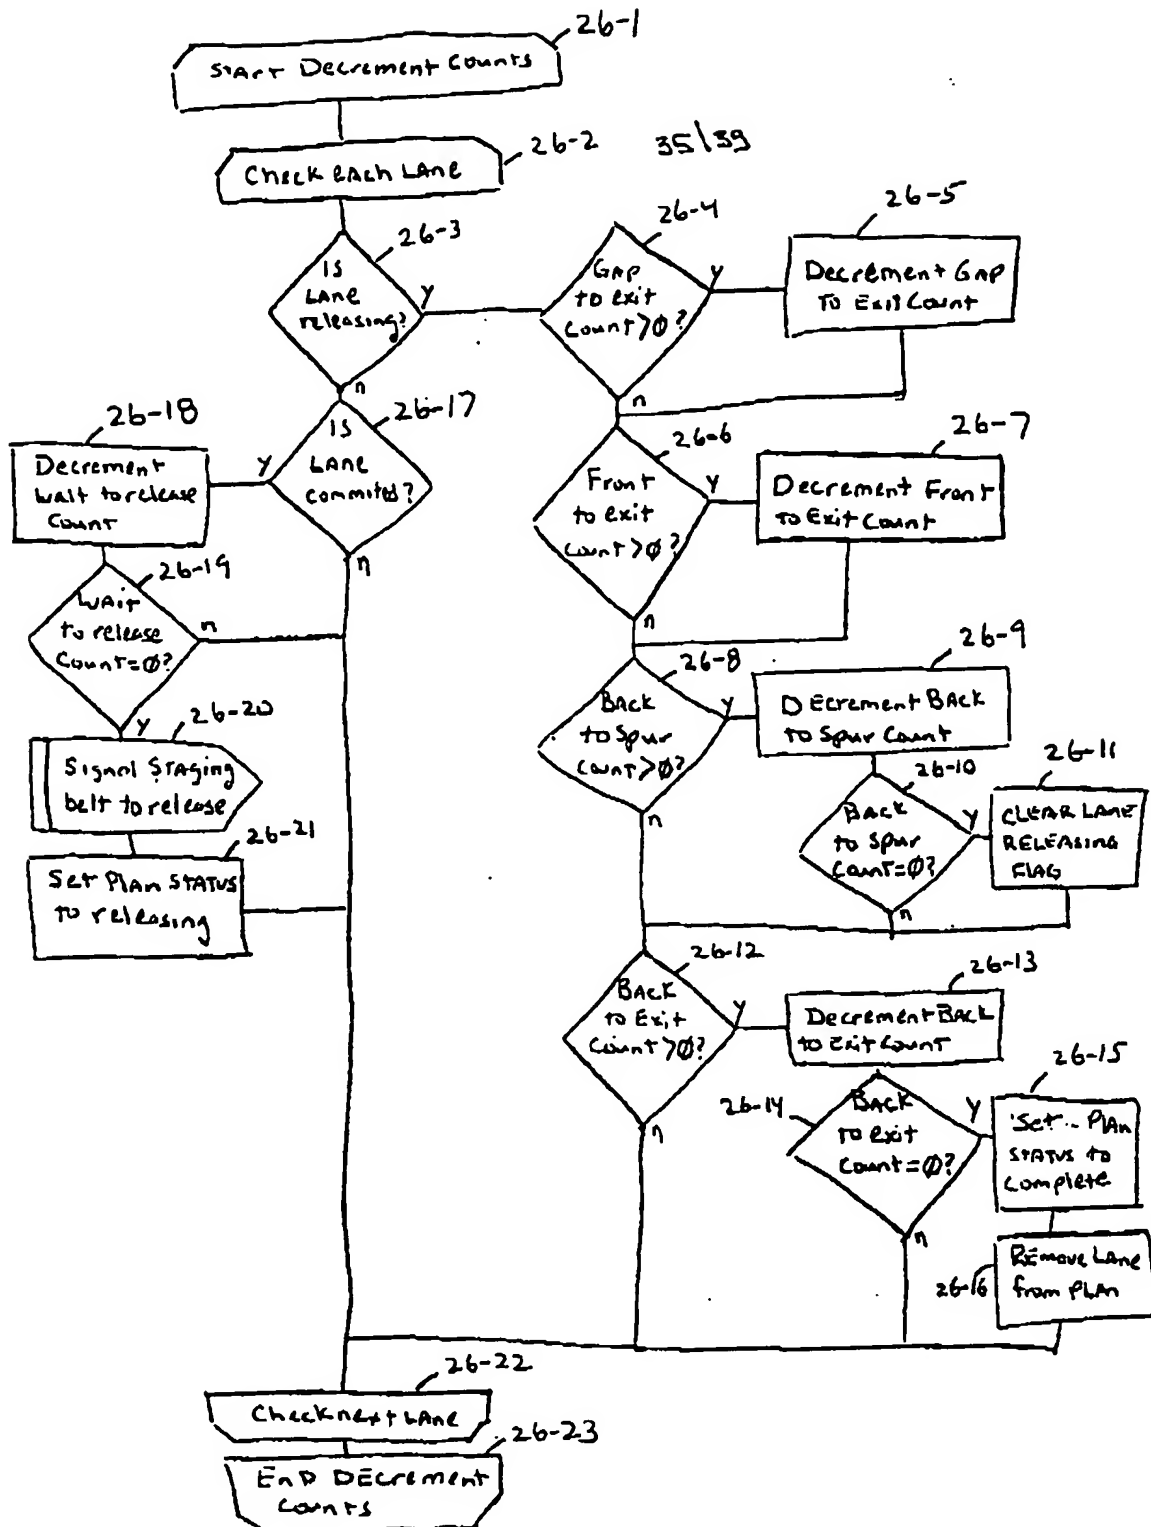 26-1
START Decrement Counts
26-2
35/39
Check each Lane
26-3
Is
Lane
releasing?
Y
n
26-4
Gap
to exit
count>0?
Y
n
26-5
Decrement Gap
To Exit Count
26-17
Is
Lane
commited?
Y
n
26-18
Decrement
Wait to release
Count
26-6
Front
to exit
count>0?
Y
n
26-7
Decrement Front
to Exit Count
26-19
Wait
to release
Count=0?
n
Y
26-8
Back
to Spur
count>0?
Y
n
26-9
Decrement Back
to Spur Count
26-10
Back
to Spur
Count=0?
Y
n
26-11
CLEAR LANE
RELEASING
FLAG
26-20
Signal STAging
belt to release
26-21
Set Plan STATUS
to releasing
26-12
Back
to Exit
Count>0?
Y
n
26-13
Decrement Back
to Exit Count
26-14
Back
to exit
count=0?
Y
n
26-15
Set Plan
STATUS to
complete
26-16
REmove Lane
from PLAn
26-22
Check next LAne
26-23
EnD DEcrement
Counts